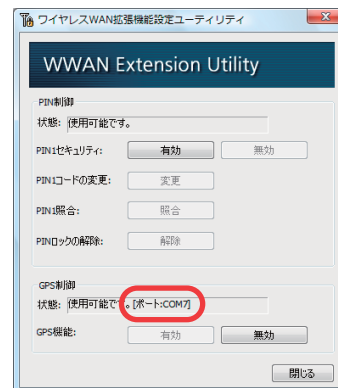 ワイヤレスWAN拡張機能設定ユーティリティ
WWAN Extension Utility
PIN制御
状態: 使用可能です。
PIN1セキュリティ: 有効 無効
PIN1コードの変更: 変更
PIN1照合: 照合
PINロックの解除: 解除
GPS制御
状態: 使用可能です。[ポート:COM7]
GPS機能: 有効 無効
閉じる